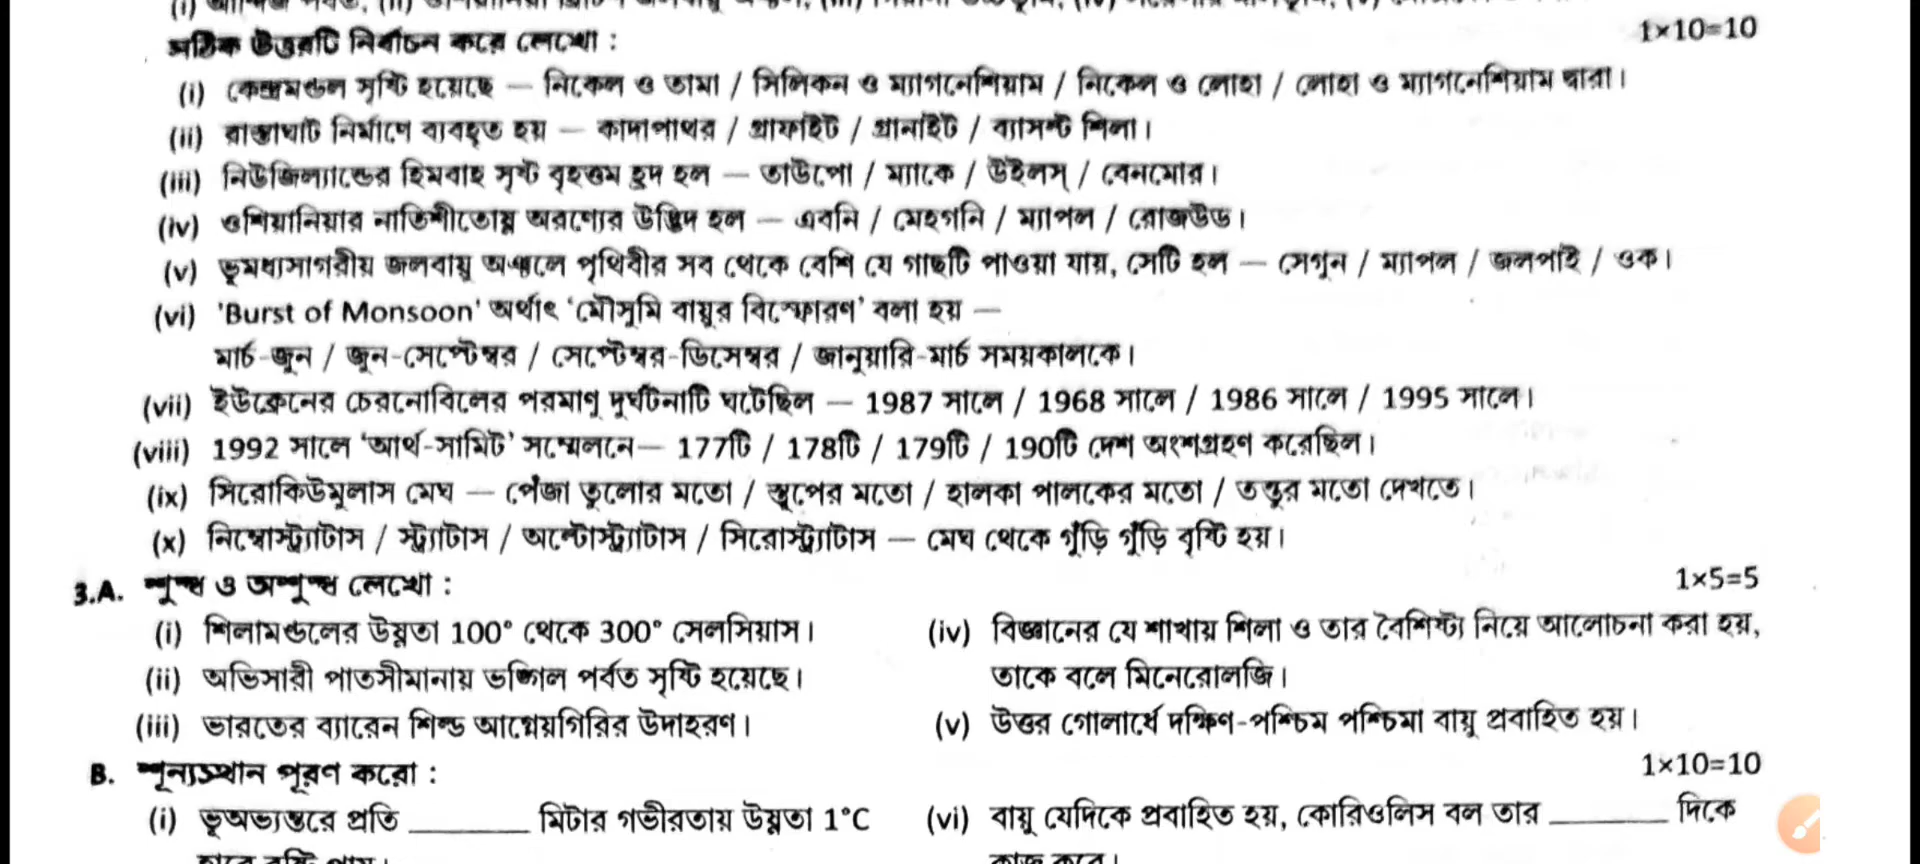 সঠিক উত্তরটি নির্বাচন করে লেখো : 1×10=10
(i) কেন্দ্রমণ্ডল সৃষ্টি হয়েছে — নিকেল ও তামা / সিলিকন ও ম্যাগনেশিয়াম / নিকেল ও লোহা / লোহা ও ম্যাগনেশিয়াম দ্বারা।
(ii) রাস্তাঘাট নির্মাণে ব্যবহৃত হয় — কাদাপাথর / গ্রাফাইট / গ্রানাইট / ব্যাসল্ট শিলা।
(iii) নিউজিল্যান্ডের হিমবাহ সৃষ্ট বৃহত্তম হ্রদ হল — তাউপো / ম্যাকে / উইলস্ / বেনমোর।
(iv) ওশিয়ানিয়ার নাতিশীতোষ্ণ অরণ্যের উদ্ভিদ হল — এবনি / মেহগনি / ম্যাপল / রোজউড।
(v) ভূমধ্যসাগরীয় জলবায়ু অঞ্চলে পৃথিবীর সব থেকে বেশি যে গাছটি পাওয়া যায়, সেটি হল — সেগুন / ম্যাপল / জলপাই / ওক।
(vi) 'Burst of Monsoon' অর্থাৎ ‘মৌসুমি বায়ুর বিস্ফোরণ’ বলা হয় —
মার্চ-জুন / জুন-সেপ্টেম্বর / সেপ্টেম্বর-ডিসেম্বর / জানুয়ারি-মার্চ সময়কালকে।
(vii) ইউক্রেনের চেরনোবিলের পরমাণু দুর্ঘটনাটি ঘটেছিল — 1987 সালে / 1968 সালে / 1986 সালে / 1995 সালে।
(viii) 1992 সালে ‘আর্থ-সামিট’ সম্মেলনে— 177টি / 178টি / 179টি / 190টি দেশ অংশগ্রহণ করেছিল।
(ix) সিরোকিউমুলাস মেঘ — পেঁজা তুলোর মতো / স্তূপের মতো / হালকা পালকের মতো / তন্তুর মতো দেখতে।
(x) নিম্বোস্ট্র্যাটাস / স্ট্র্যাটাস / অল্টোস্ট্র্যাটাস / সিরোস্ট্র্যাটাস — মেঘ থেকে গুঁড়ি গুঁড়ি বৃষ্টি হয়।
3.A. শুদ্ধ ও অশুদ্ধ লেখো : 1×5=5
(i) শিলামণ্ডলের উষ্ণতা 100° থেকে 300° সেলসিয়াস।
(ii) অভিসারী পাতসীমানায় ভঙ্গিল পর্বত সৃষ্টি হয়েছে।
(iii) ভারতের ব্যারেন শিল্ড আগ্নেয়গিরির উদাহরণ।
(iv) বিজ্ঞানের যে শাখায় শিলা ও তার বৈশিষ্ট্য নিয়ে আলোচনা করা হয়,
তাকে বলে মিনেরোলজি।
(v) উত্তর গোলার্ধে দক্ষিণ-পশ্চিম পশ্চিমা বায়ু প্রবাহিত হয়।
B. শূন্যস্থান পূরণ করো : 1×10=10
(i) ভূঅভ্যন্তরে প্রতি ________ মিটার গভীরতায় উষ্ণতা 1°C
(vi) বায়ু যেদিকে প্রবাহিত হয়, কোরিওলিস বল তার ________ দিকে